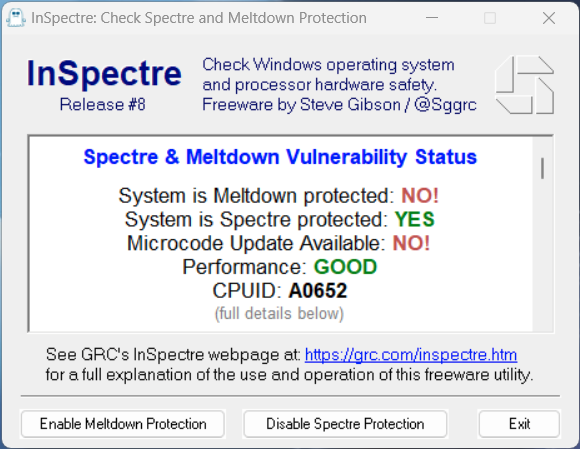 InSpectre: Check Spectre and Meltdown Protection
InSpectre
Release #8
Check Windows operating system
and processor hardware safety.
Freeware by Steve Gibson / @Sggrc
Spectre & Meltdown Vulnerability Status
System is Meltdown protected: NO!
System is Spectre protected: YES
Microcode Update Available: NO!
Performance: GOOD
CPUID: A0652
(full details below)
See GRC's InSpectre webpage at: https://grc.com/inspectre.htm
for a full explanation of the use and operation of this freeware utility.
Enable Meltdown Protection
Disable Spectre Protection
Exit